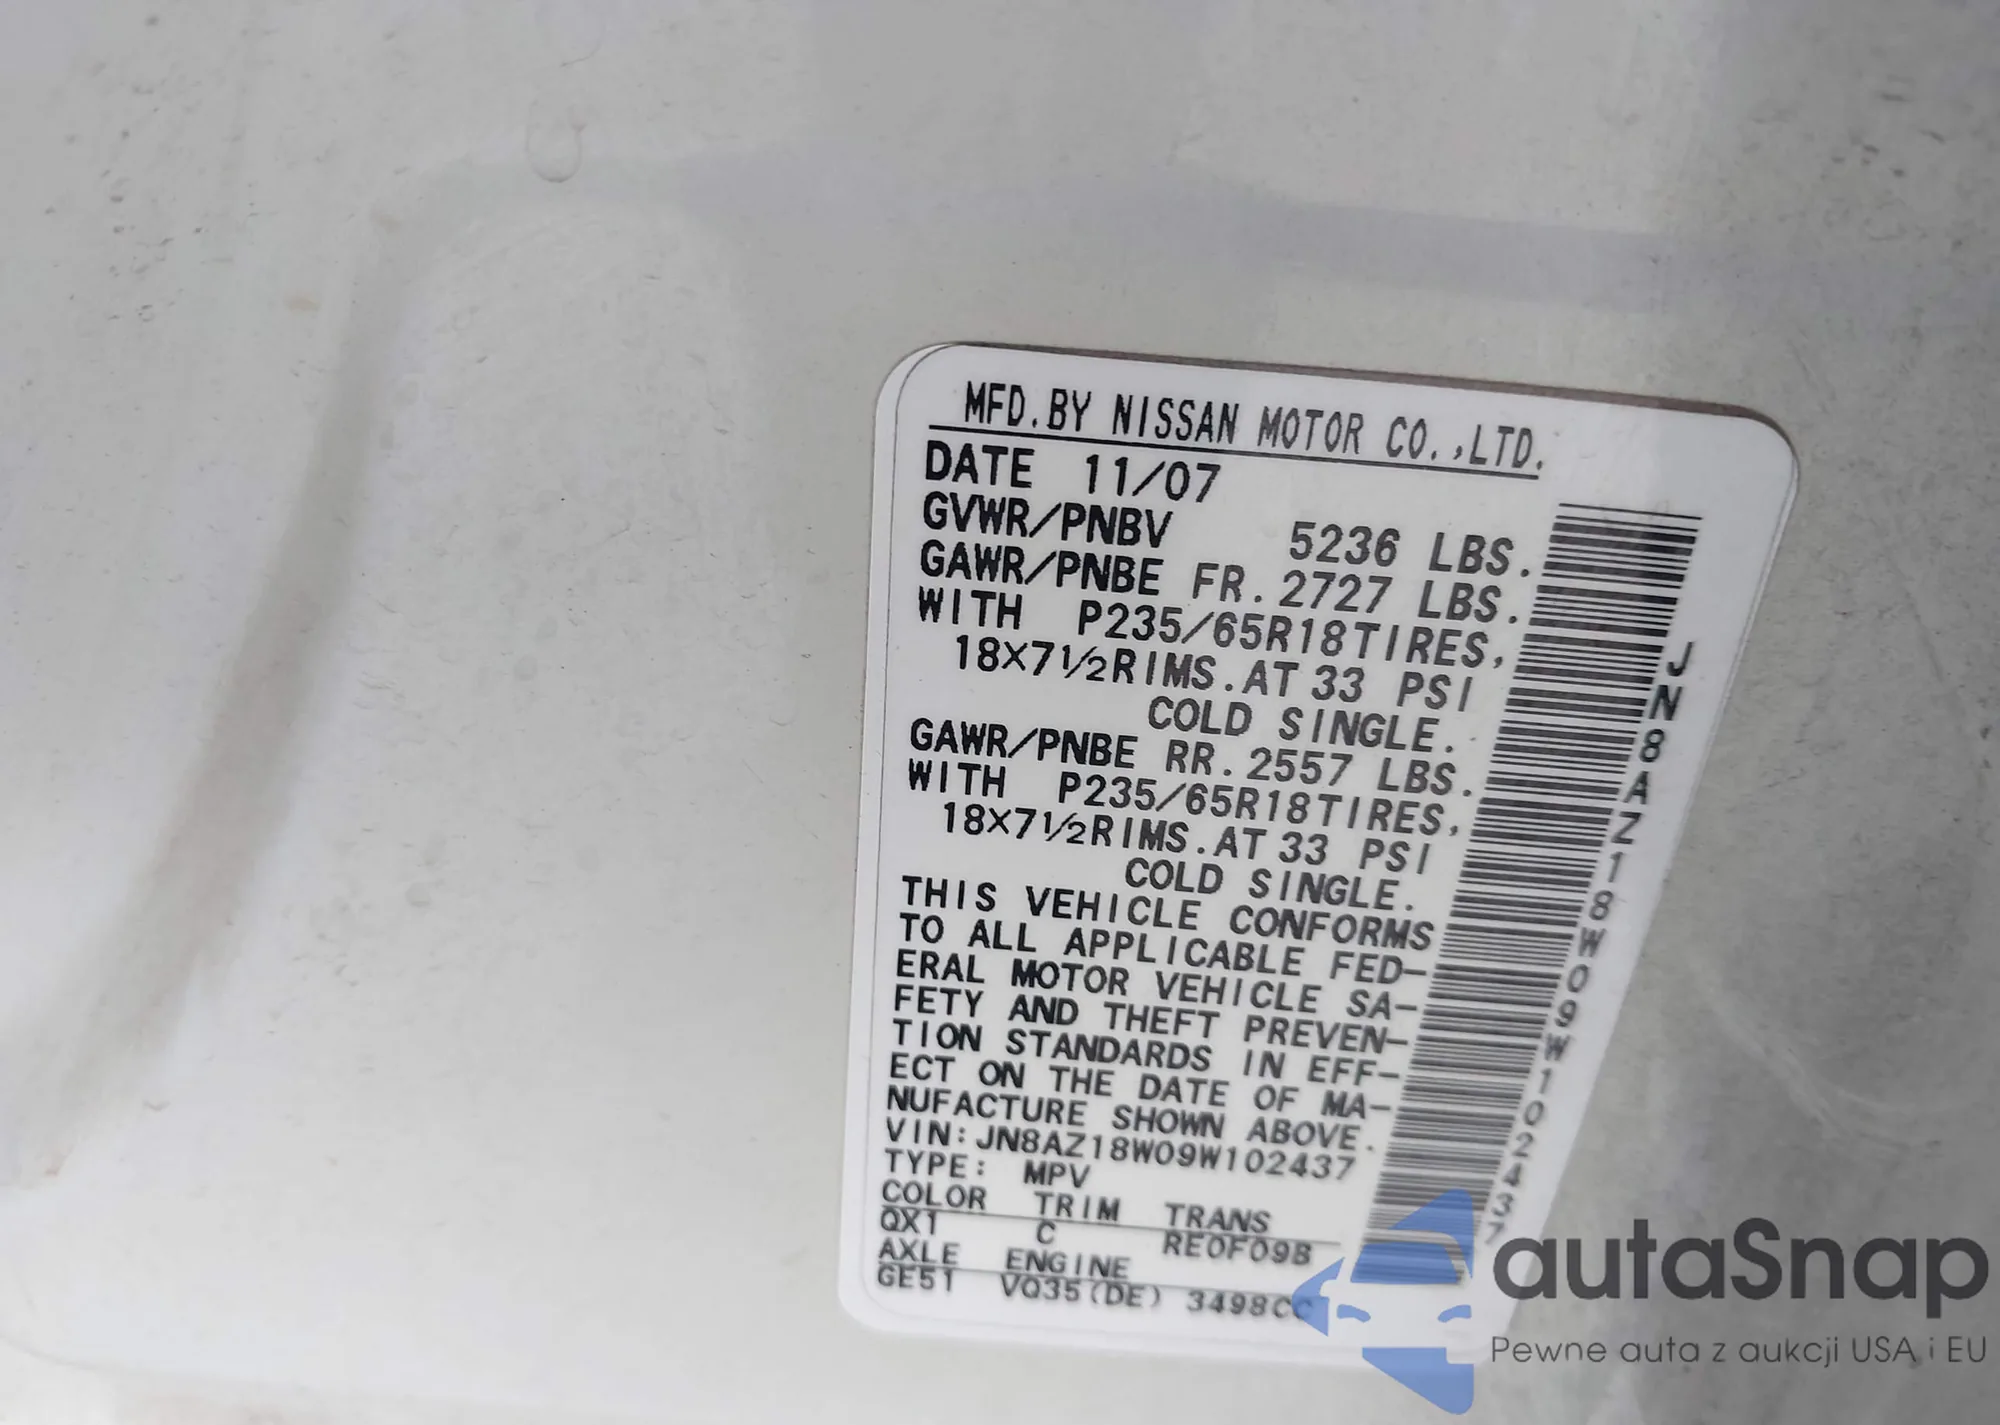 MFD.BY NISSAN MOTOR CO.,LTD.
DATE 11/07
GVWR/PNBV 5236 LBS.
GAWR/PNBE FR.2727 LBS.
WITH P235/65R18TIRES,
18X7½RIMS.AT 33 PSI
COLD SINGLE.
GAWR/PNBE RR.2557 LBS.
WITH P235/65R18TIRES,
18X7½RIMS.AT 33 PSI
COLD SINGLE.
THIS VEHICLE CONFORMS
TO ALL APPLICABLE FED-
ERAL MOTOR VEHICLE SA-
FETY AND THEFT PREVEN-
TION STANDARDS IN EFF-
ECT ON THE DATE OF MA-
NUFACTURE SHOWN ABOVE.
VIN:JN8AZ18W09W102437
TYPE: MPV
COLOR TRIM TRANS
QX1 C RE0F09B
AXLE ENGINE
GE51 VQ35(DE) 3498CC
JN8AZ18W09W102437
autaSnap
Pewne auta z aukcji USA i EU